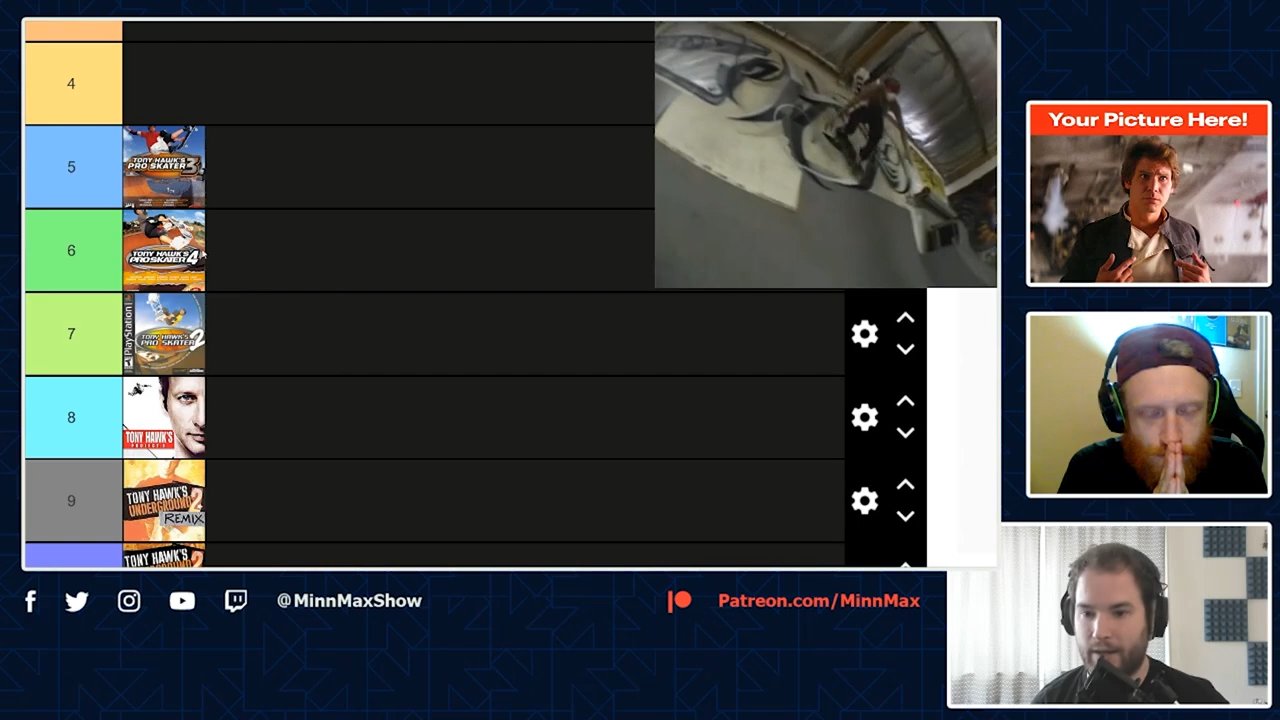 4
5
TONY HAWK'S
PRO SKATER 3
6
TONY HAWK'S
PRO SKATER 4
7
PlayStation
TONY HAWK'S
PRO SKATER 2
8
TONY HAWK'S
PROJECT 8
9
TONY HAWK'S
UNDERGROUND 2
REMIX
TONY HAWK'S
Your Picture Here!
@MinnMaxShow
Patreon.com/MinnMax